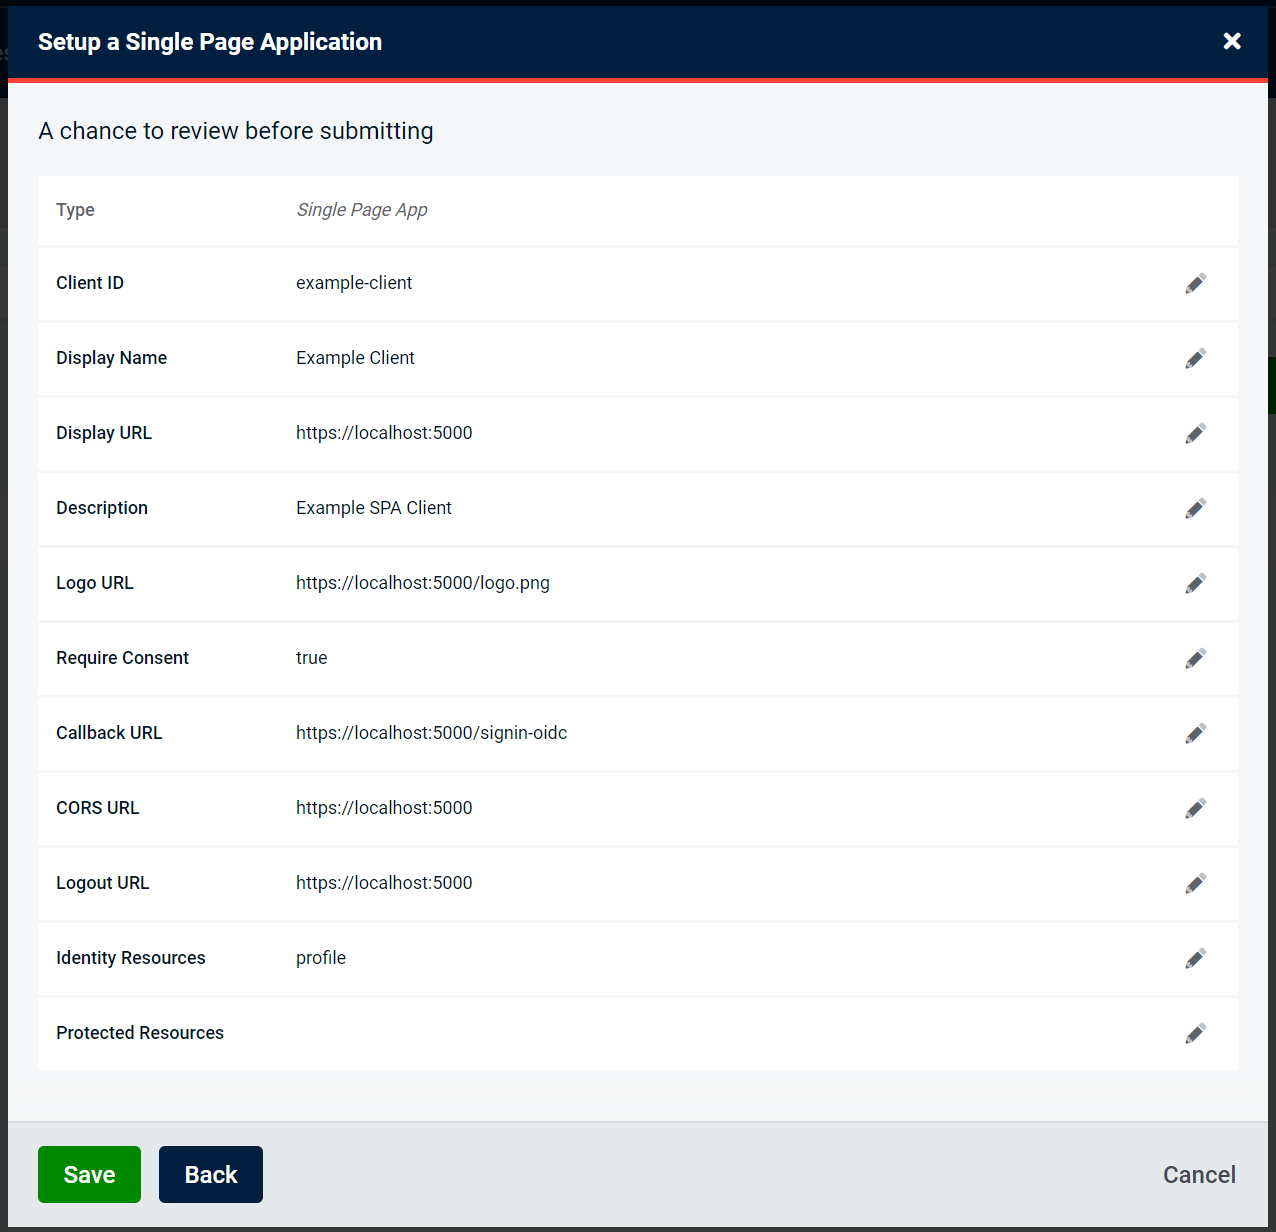 Setup a Single Page Application
A chance to review before submitting
Type Single Page App
Client ID example-client
Display Name Example Client
Display URL https://localhost:5000
Description Example SPA Client
Logo URL https://localhost:5000/logo.png
Require Consent true
Callback URL https://localhost:5000/signin-oidc
CORS URL https://localhost:5000
Logout URL https://localhost:5000
Identity Resources profile
Protected Resources
Save Back Cancel